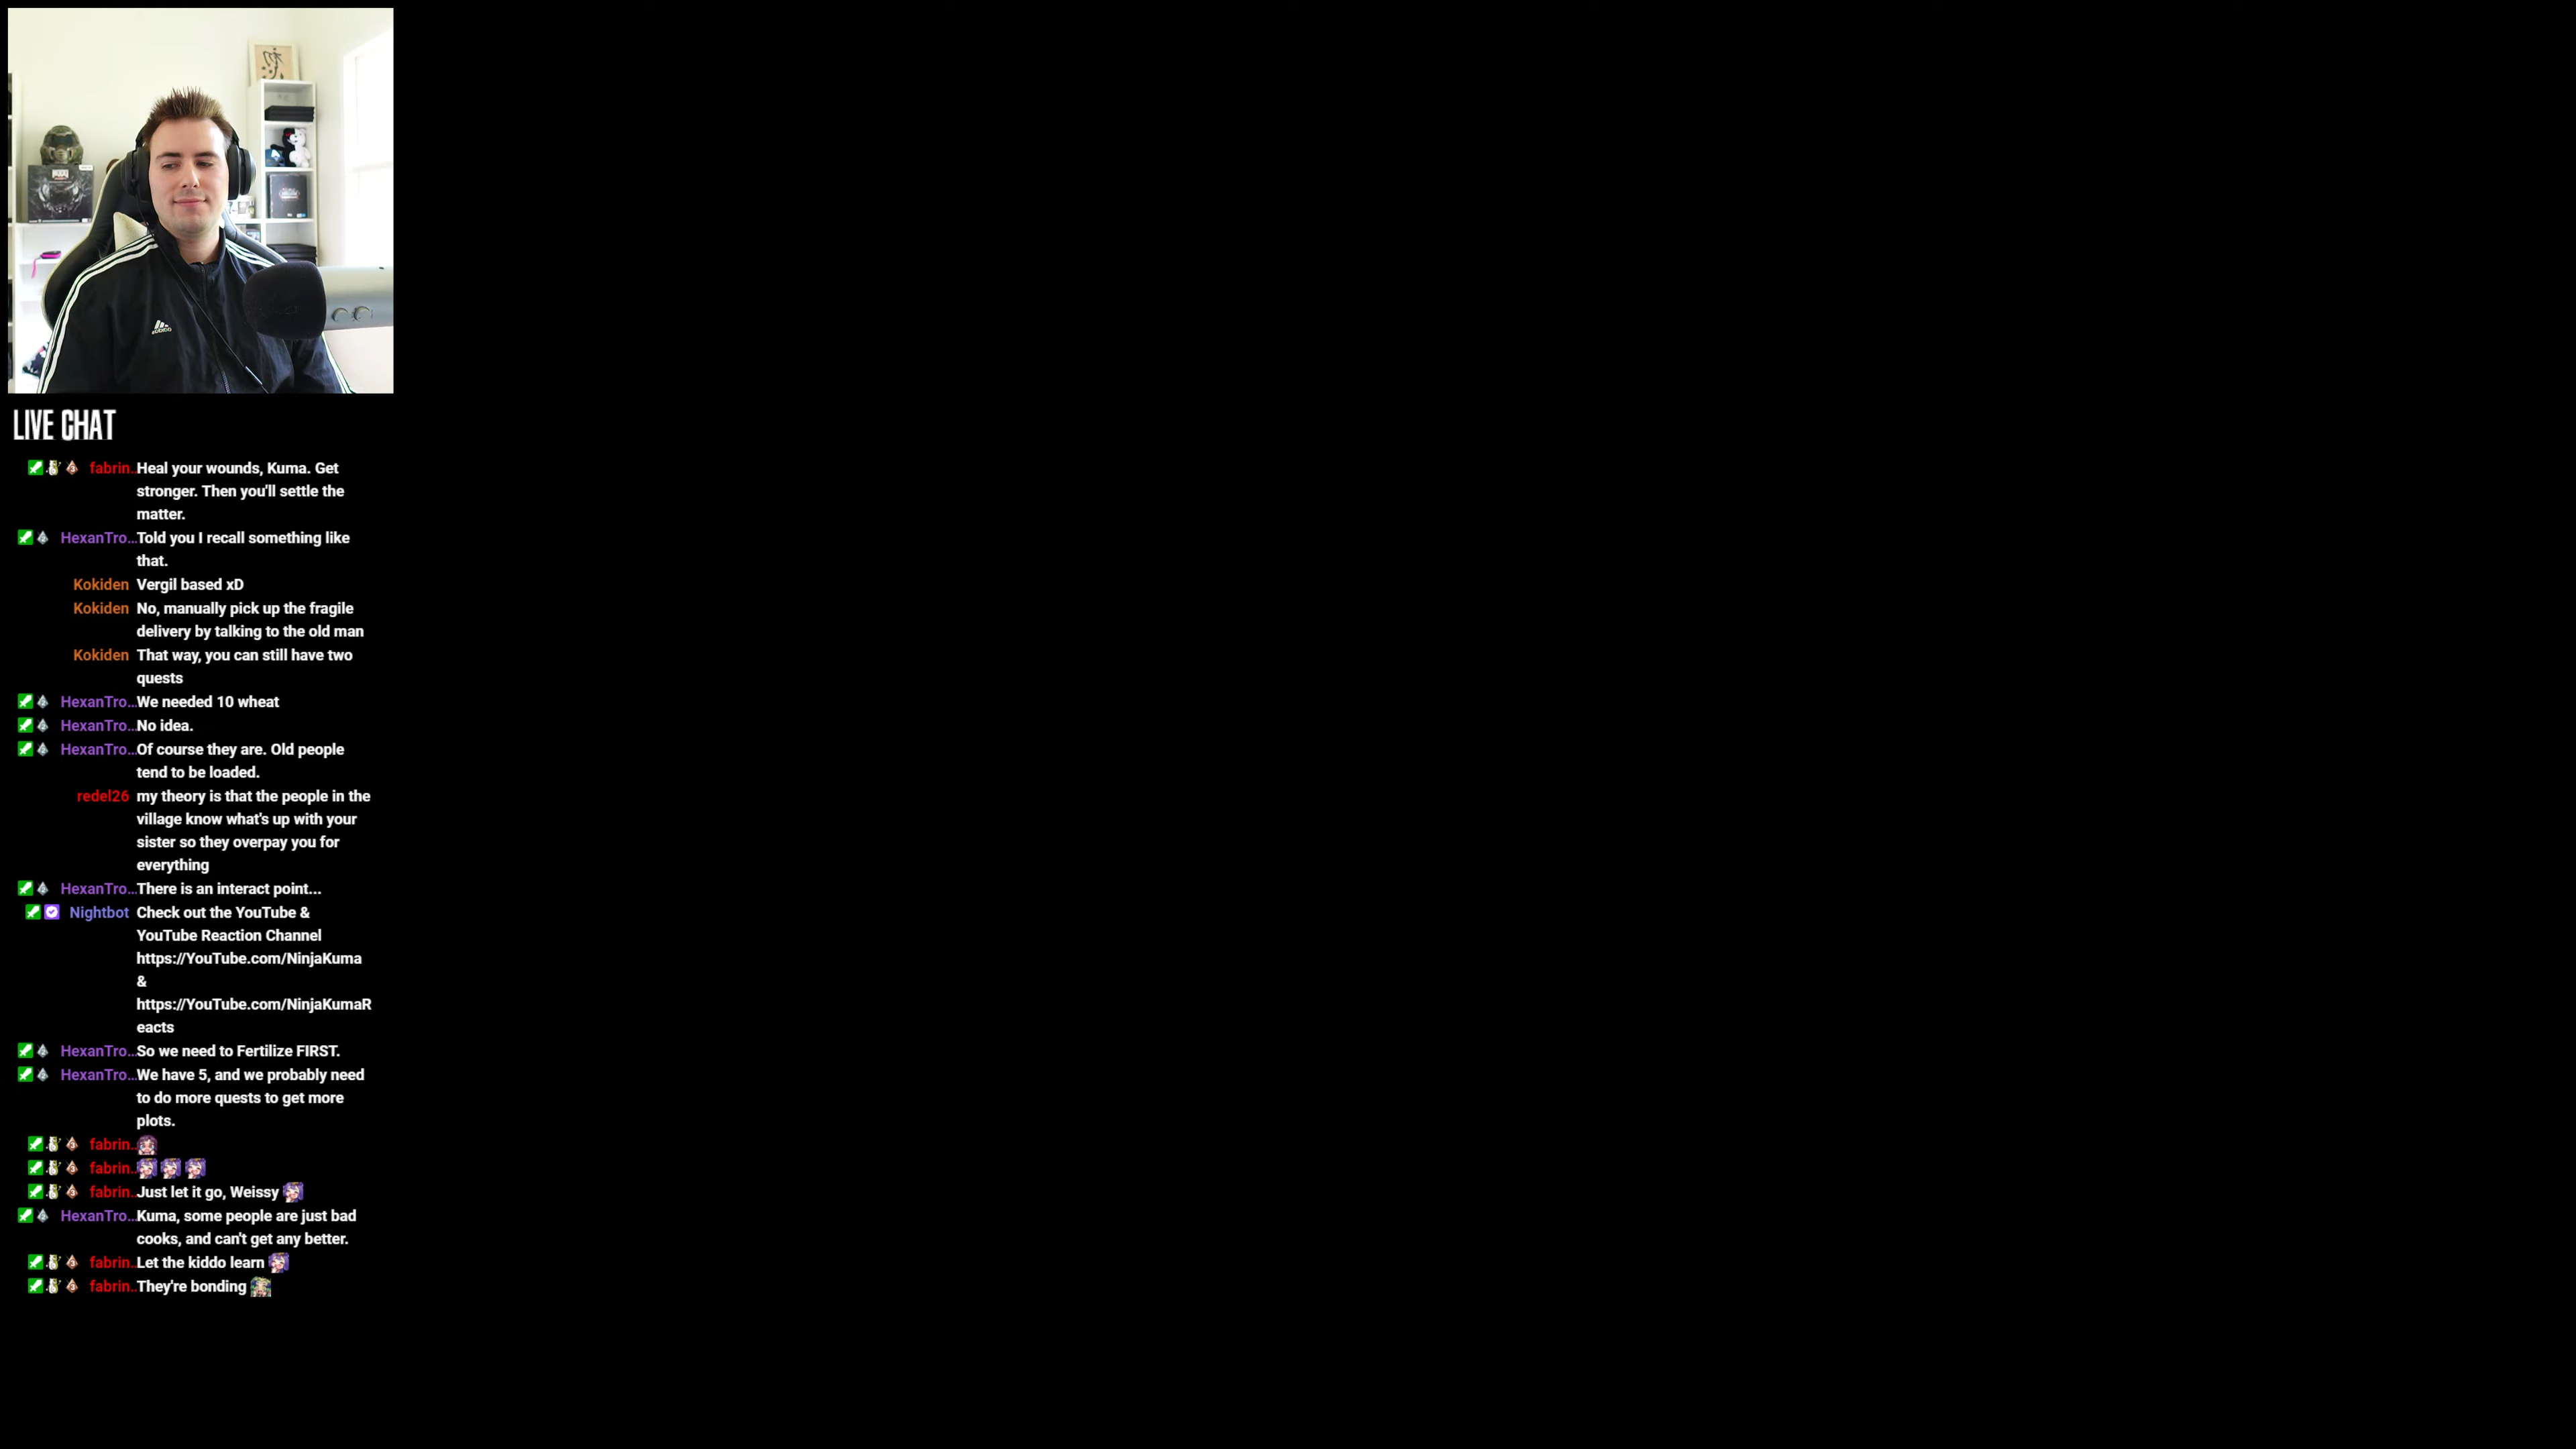 LIVE CHAT
fabrin..Heal your wounds, Kuma. Get
stronger. Then you'll settle the
matter.
HexanTro...Told you I recall something like
that.
Kokiden Vergil based xD
Kokiden No, manually pick up the fragile
delivery by talking to the old man
Kokiden That way, you can still have two
quests
HexanTro...We needed 10 wheat
HexanTro...No idea.
HexanTro...Of course they are. Old people
tend to be loaded.
redel26 my theory is that the people in the
village know what's up with your
sister so they overpay you for
everything
HexanTro...There is an interact point...
Nightbot Check out the YouTube &
YouTube Reaction Channel
https://YouTube.com/NinjaKuma
&
https://YouTube.com/NinjaKumaR
eacts
HexanTro...So we need to Fertilize FIRST.
HexanTro...We have 5, and we probably need
to do more quests to get more
plots.
fabrin..
fabrin..
fabrin..Just let it go, Weissy
HexanTro...Kuma, some people are just bad
cooks, and can't get any better.
fabrin..Let the kiddo learn
fabrin..They're bonding